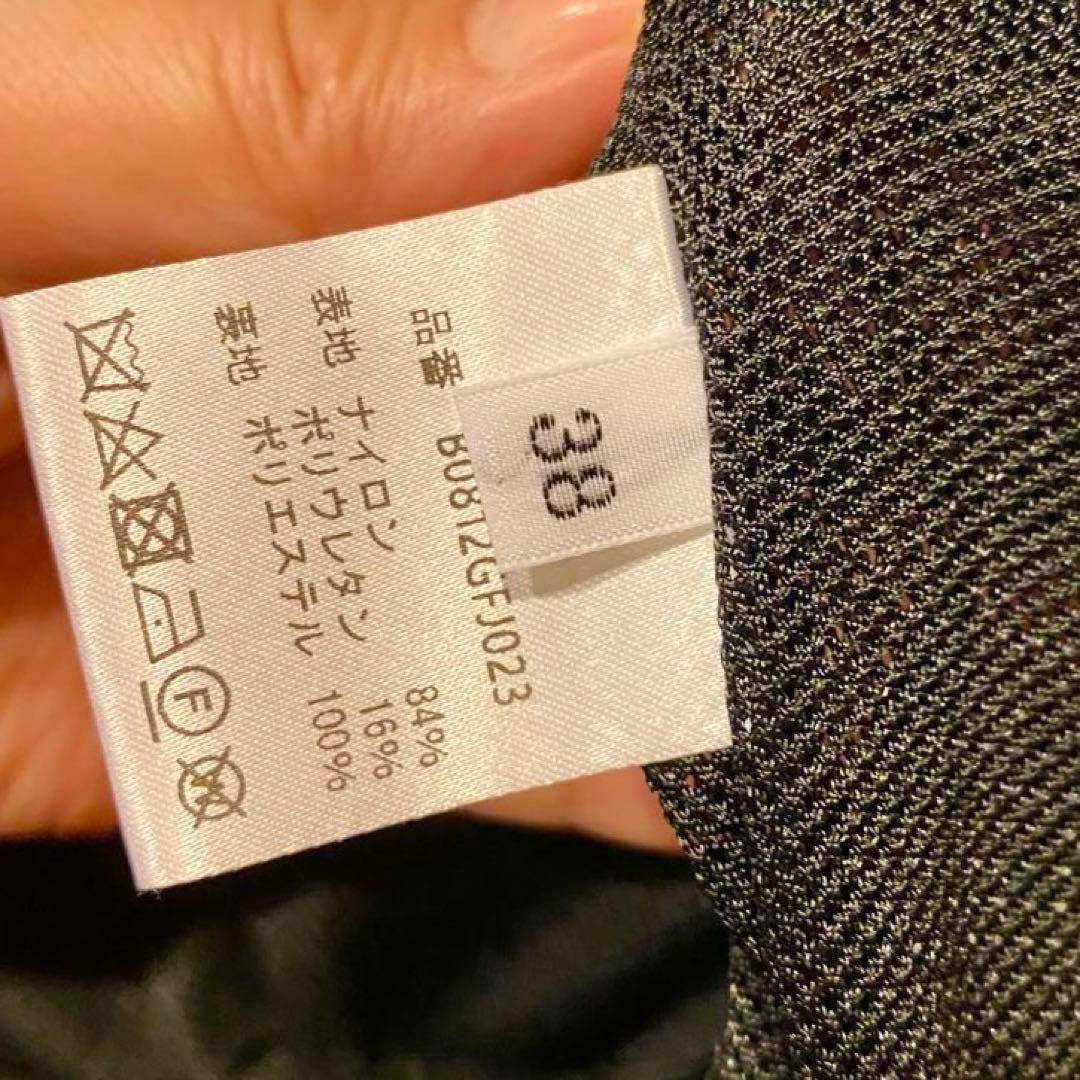 38
品番 B0812GFJ023
表地 ナイロン 84%
ポリウレタン 16%
裏地 ポリエステル 100%
F
W